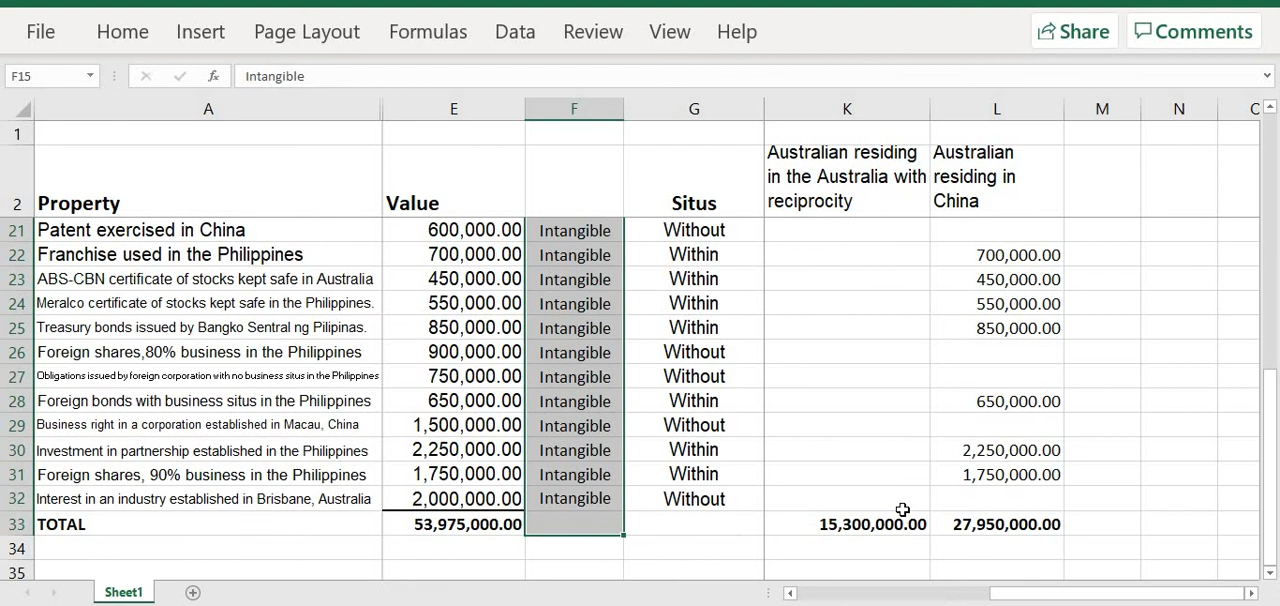 File Home Insert Page Layout Formulas Data Review View Help Share Comments
F15 fx Intangible
A E F G K L M N C
1
2 Property Value Situs Australian residing in the Australia with reciprocity Australian residing in China
21 Patent exercised in China 600,000.00 Intangible Without
22 Franchise used in the Philippines 700,000.00 Intangible Within 700,000.00
23 ABS-CBN certificate of stocks kept safe in Australia 450,000.00 Intangible Within 450,000.00
24 Meralco certificate of stocks kept safe in the Philippines. 550,000.00 Intangible Within 550,000.00
25 Treasury bonds issued by Bangko Sentral ng Pilipinas. 850,000.00 Intangible Within 850,000.00
26 Foreign shares,80% business in the Philippines 900,000.00 Intangible Without
27 Obligations issued by foreign corporation with no business situs in the Philippines 750,000.00 Intangible Without
28 Foreign bonds with business situs in the Philippines 650,000.00 Intangible Within 650,000.00
29 Business right in a corporation established in Macau, China 1,500,000.00 Intangible Without
30 Investment in partnership established in the Philippines 2,250,000.00 Intangible Within 2,250,000.00
31 Foreign shares, 90% business in the Philippines 1,750,000.00 Intangible Within 1,750,000.00
32 Interest in an industry established in Brisbane, Australia 2,000,000.00 Intangible Without
33 TOTAL 53,975,000.00 15,300,000.00 27,950,000.00
34
35
Sheet1